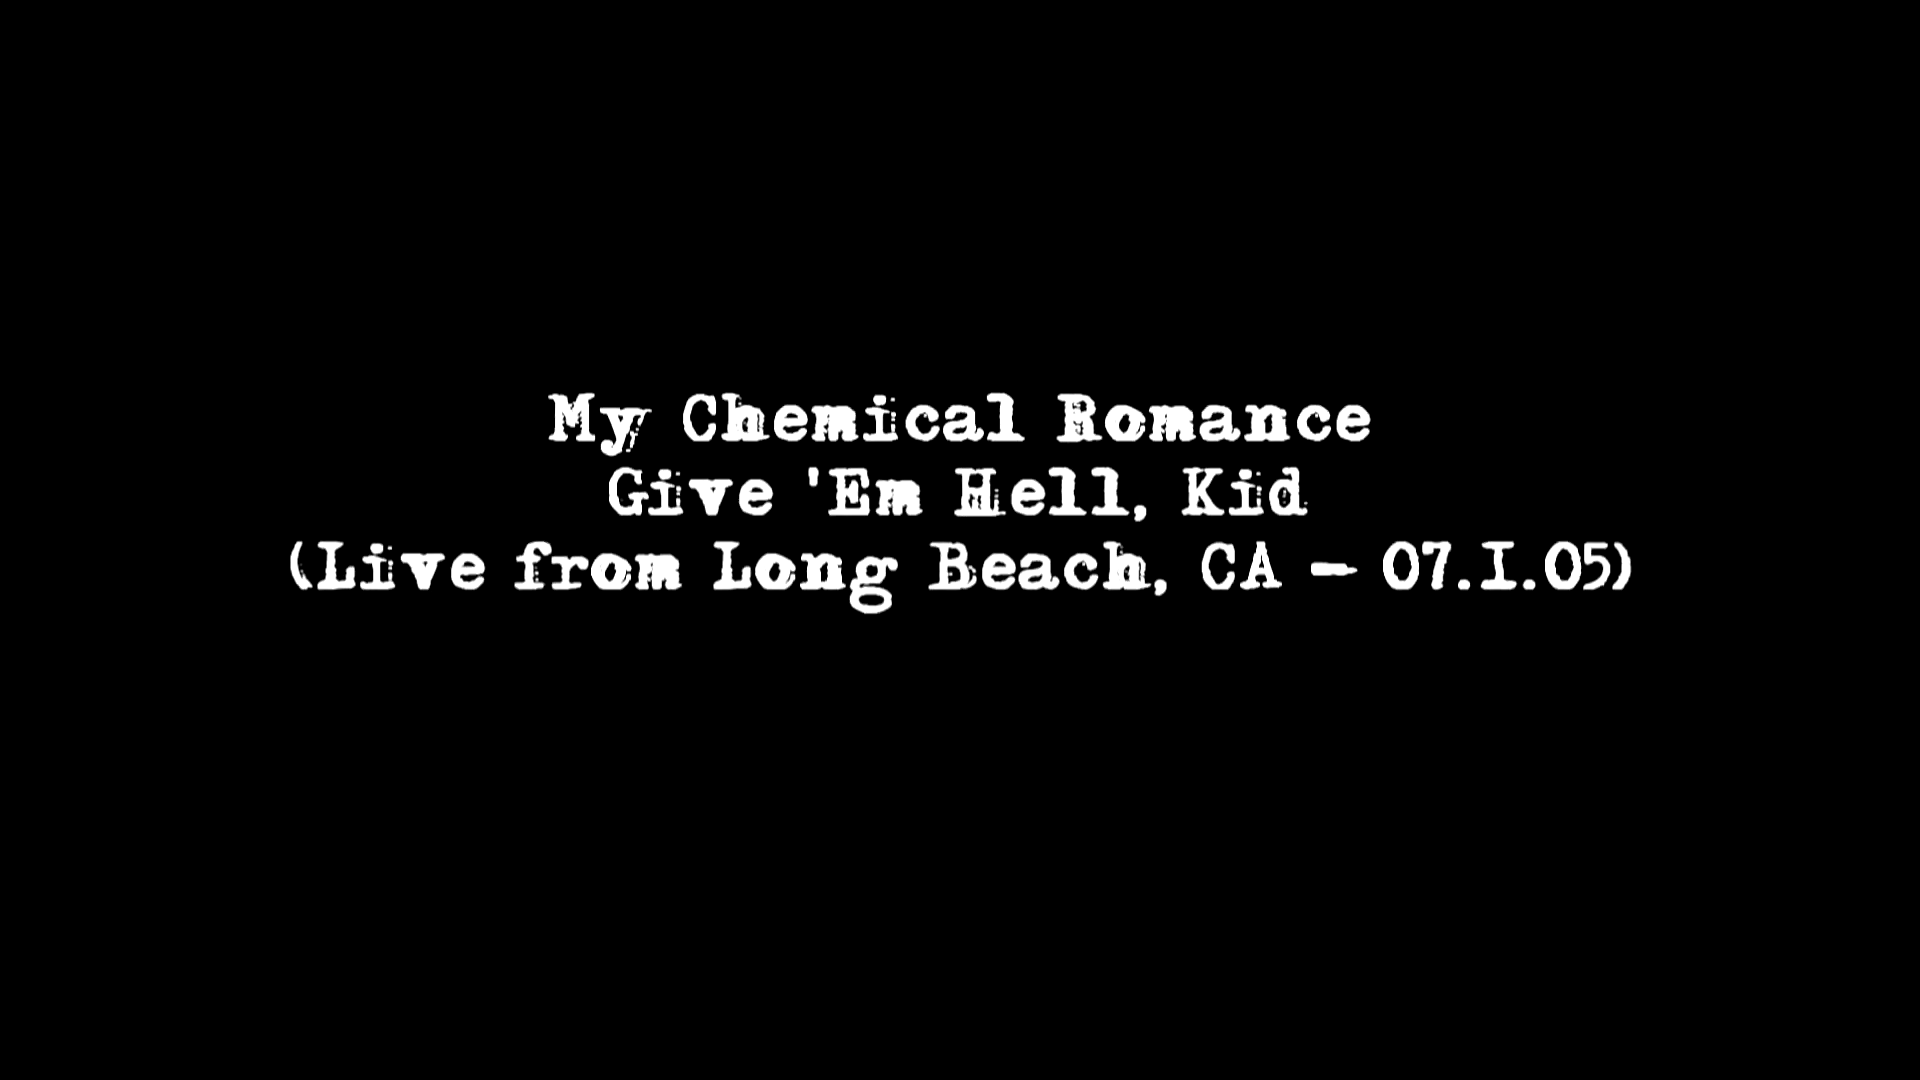 My Chemical Romance
Give 'Em Hell, Kid
(Live from Long Beach, CA - 07.1.05)